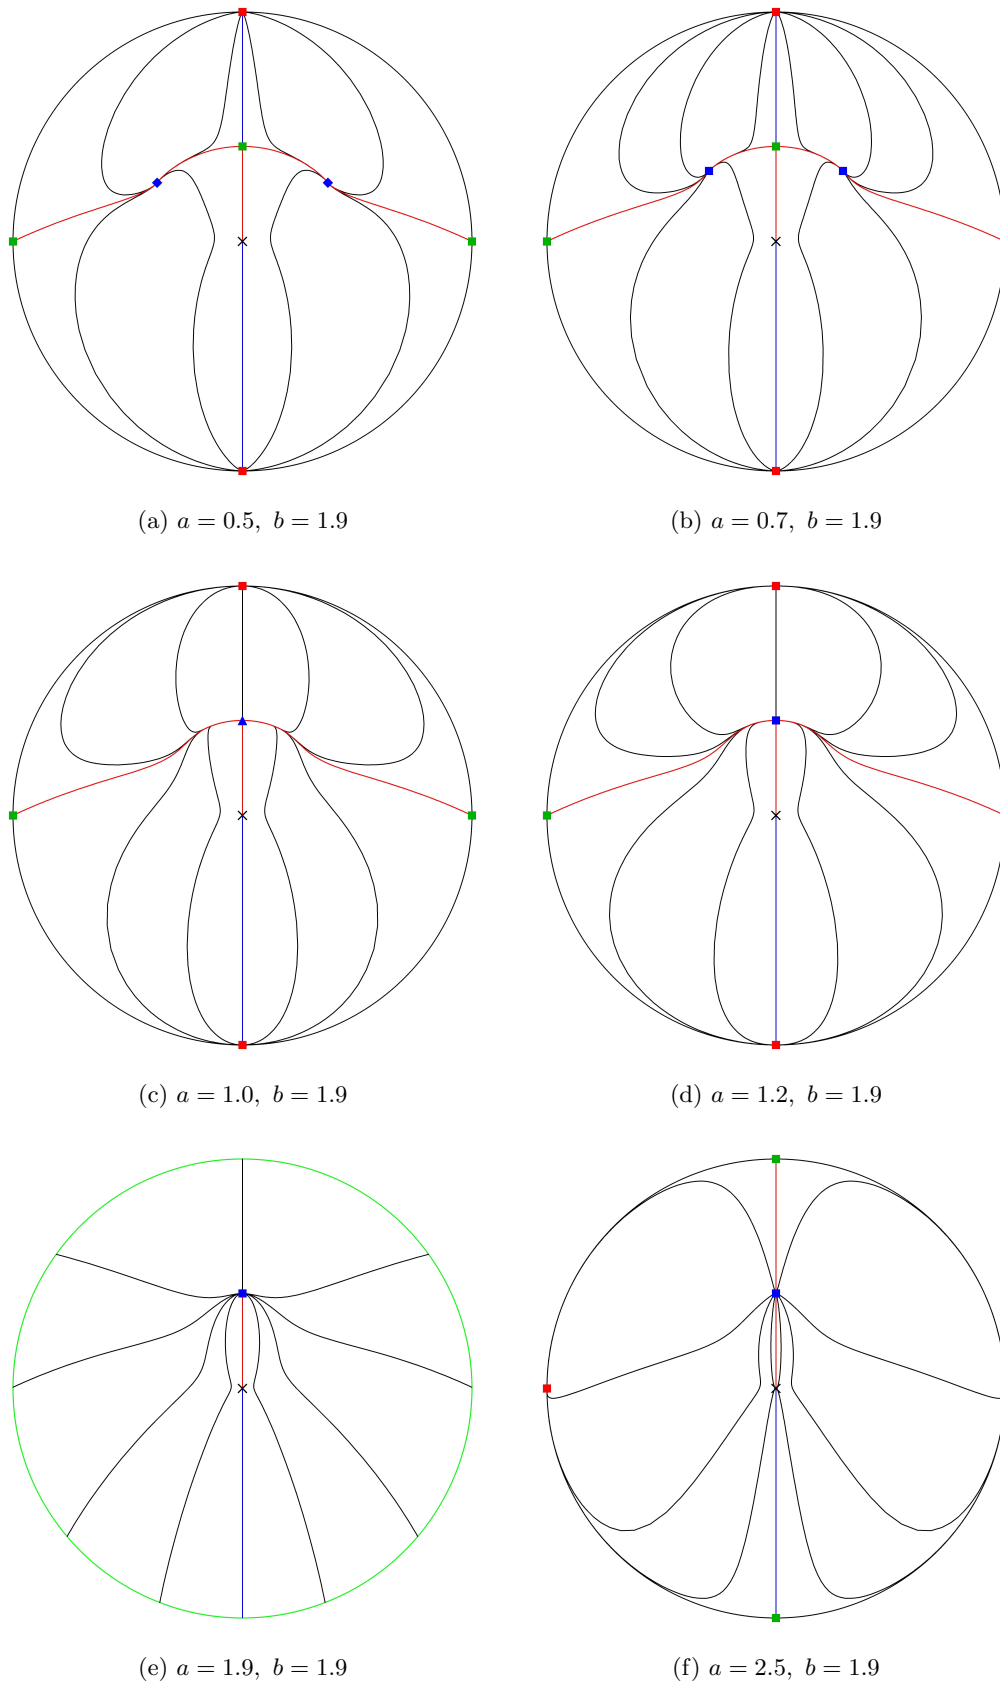 (a) a = 0.5, b = 1.9
(b) a = 0.7, b = 1.9
(c) a = 1.0, b = 1.9
(d) a = 1.2, b = 1.9
(e) a = 1.9, b = 1.9
(f) a = 2.5, b = 1.9